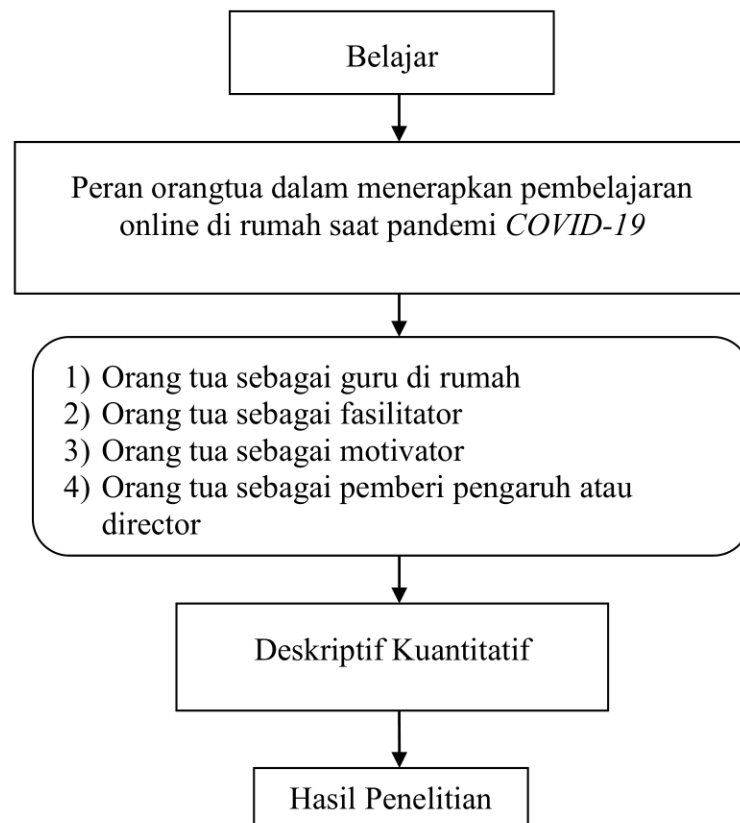 Belajar
Peran orangtua dalam menerapkan pembelajaran
online di rumah saat pandemi COVID-19
1) Orang tua sebagai guru di rumah
2) Orang tua sebagai fasilitator
3) Orang tua sebagai motivator
4) Orang tua sebagai pemberi pengaruh atau
director
Deskriptif Kuantitatif
Hasil Penelitian